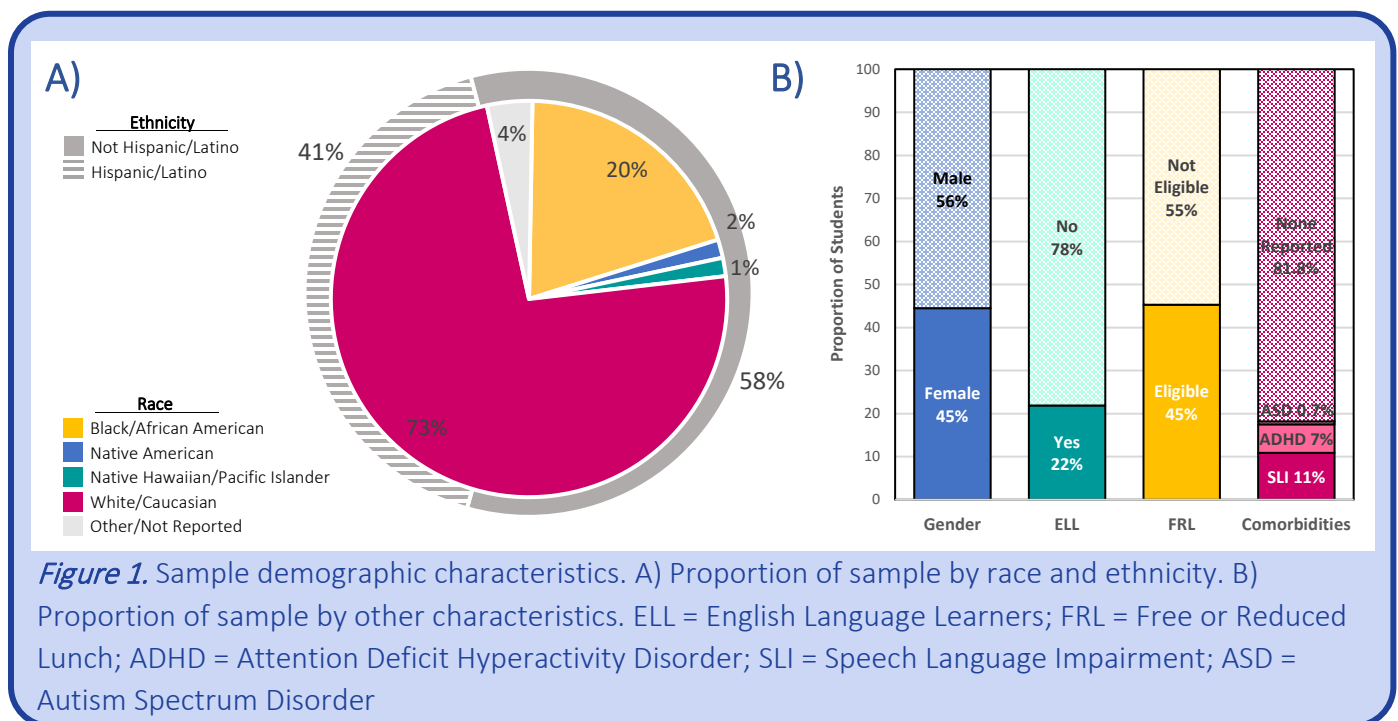 A)
Ethnicity
Not Hispanic/Latino
Hispanic/Latino
41%
4%
20%
2%
1%
58%
73%
Race
Black/African American
Native American
Native Hawaiian/Pacific Islander
White/Caucasian
Other/Not Reported
B)
Proportion of Students
100
90
80
70
60
50
40
30
20
10
0
Male
56%
Female
45%
No
78%
Yes
22%
Not
Eligible
55%
Eligible
45%
None
Reported
81.8%
ASD 0.7%
ADHD 7%
SLI 11%
Gender
ELL
FRL
Comorbidities
Figure 1. Sample demographic characteristics. A) Proportion of sample by race and ethnicity. B)
Proportion of sample by other characteristics. ELL = English Language Learners; FRL = Free or Reduced
Lunch; ADHD = Attention Deficit Hyperactivity Disorder; SLI = Speech Language Impairment; ASD =
Autism Spectrum Disorder